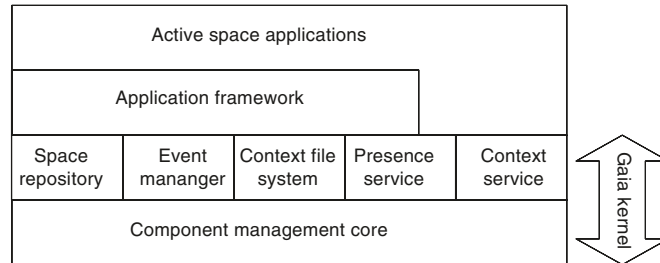 Active space applications
Application framework
Space repository
Event mananger
Context file system
Presence service
Context service
Gaia kernel
Component management core